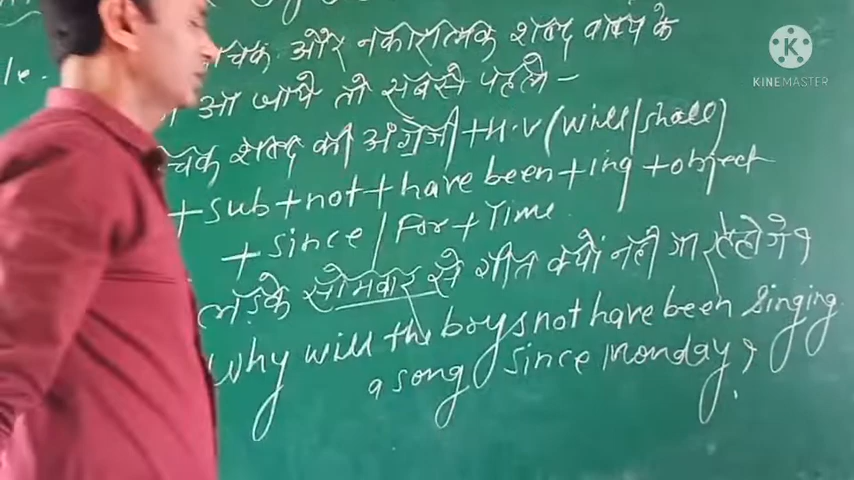 K
KINEMASTER
चक और नकारात्मक शब्द वाक्य के
आ जाये तो सबसे पहले –
चक शब्द की अंग्रेजी + H.V (will/shall)
+ sub + not + have been + ing + object
+ since / For + Time
लड़के सोमवार से गीत क्यों नहीं गा रहे होंगे ?
Why will the boys not have been singing
a song since Monday ?